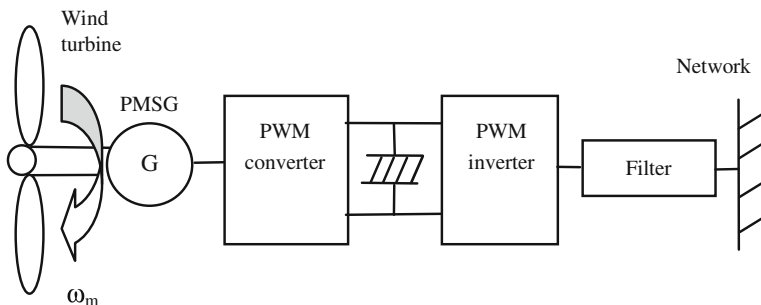 Wind
turbine
PMSG
G
PWM
converter
PWM
inverter
Filter
Network
ωm